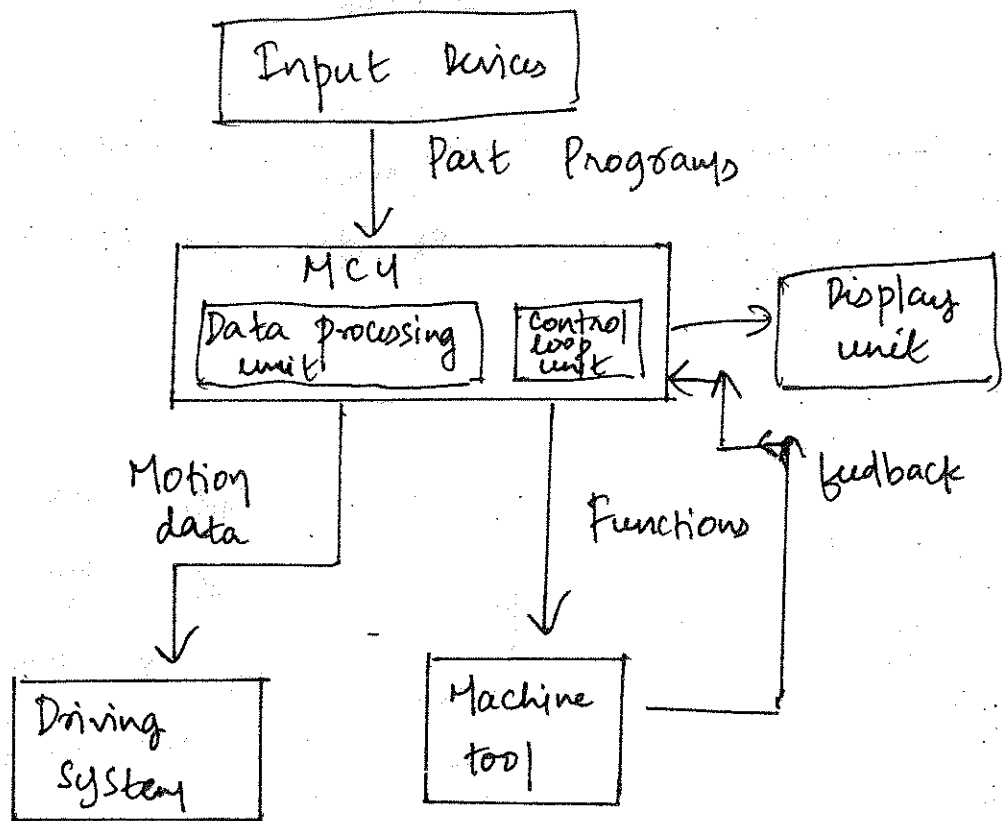 Input Devices
Part Programs
MCU
Data Processing
unit
control
loop
unit
Display
unit
Motion
data
Functions
feedback
Driving
System
Machine
tool